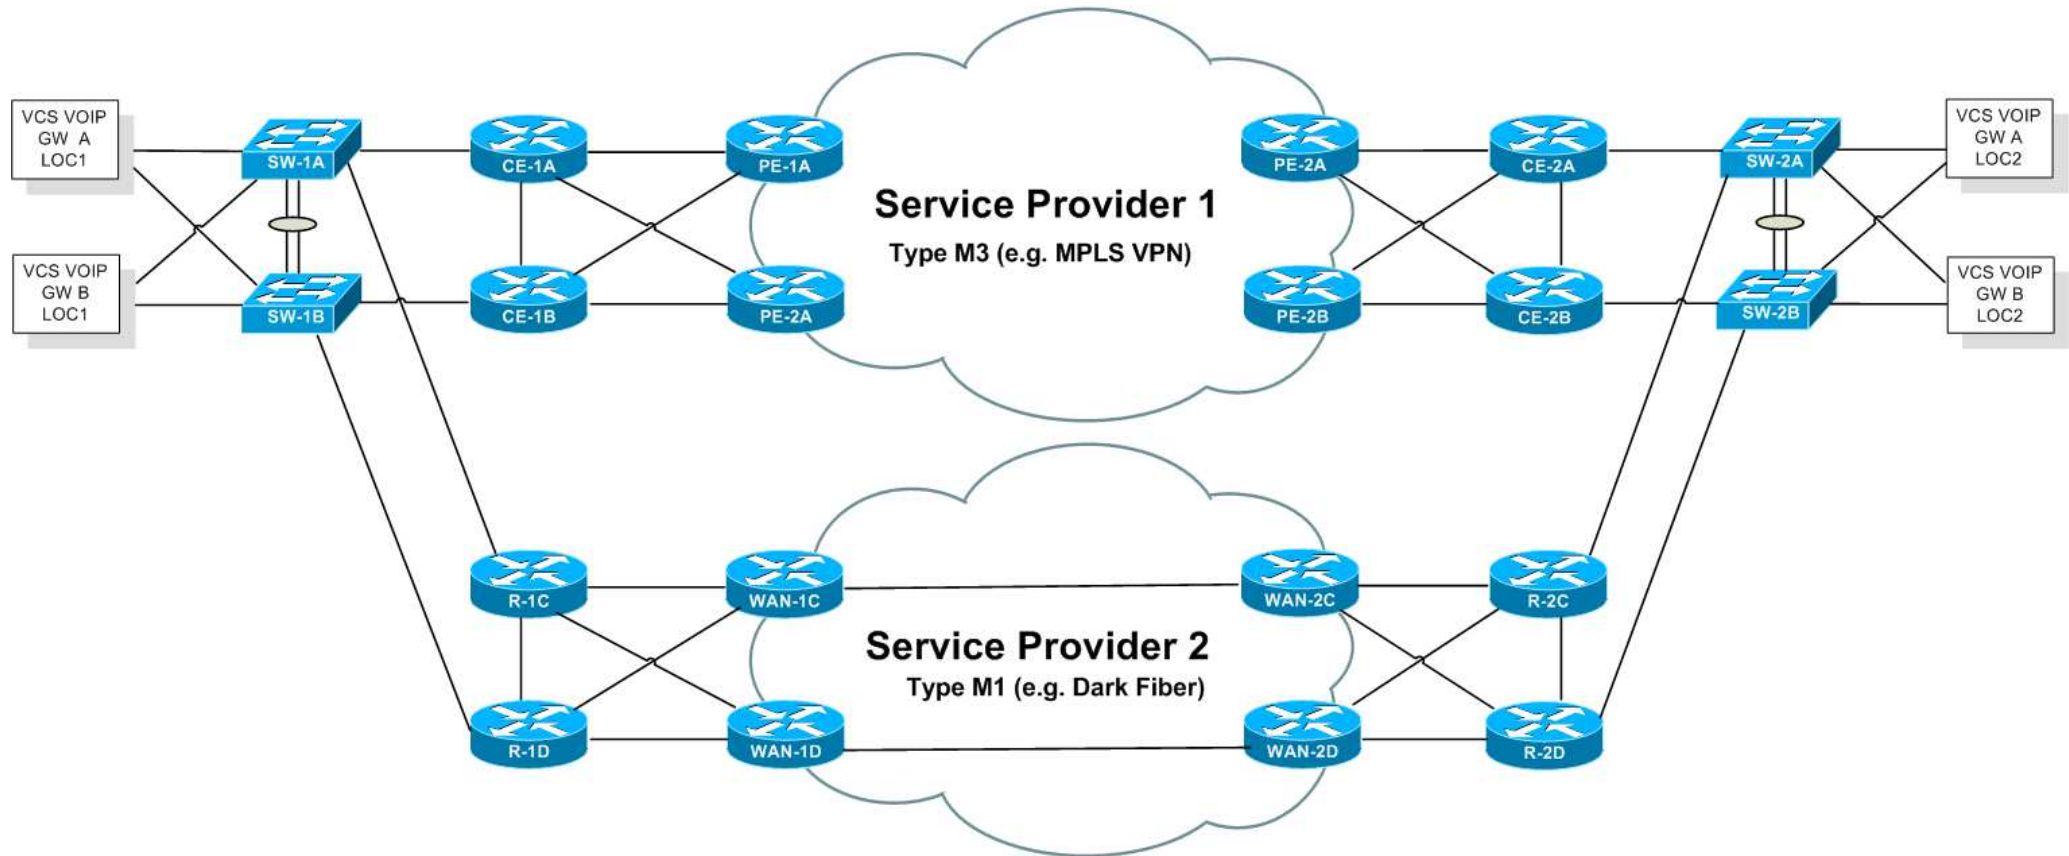 VCS VOIP
GW A
LOC1
SW-1A
CE-1A
PE-1A
PE-2A
CE-2A
SW-2A
VCS VOIP
GW A
LOC2
Service Provider 1
Type M3 (e.g. MPLS VPN)
VCS VOIP
GW B
LOC1
SW-1B
CE-1B
PE-2A
PE-2B
CE-2B
SW-2B
VCS VOIP
GW B
LOC2
R-1C
WAN-1C
WAN-2C
R-2C
Service Provider 2
Type M1 (e.g. Dark Fiber)
R-1D
WAN-1D
WAN-2D
R-2D